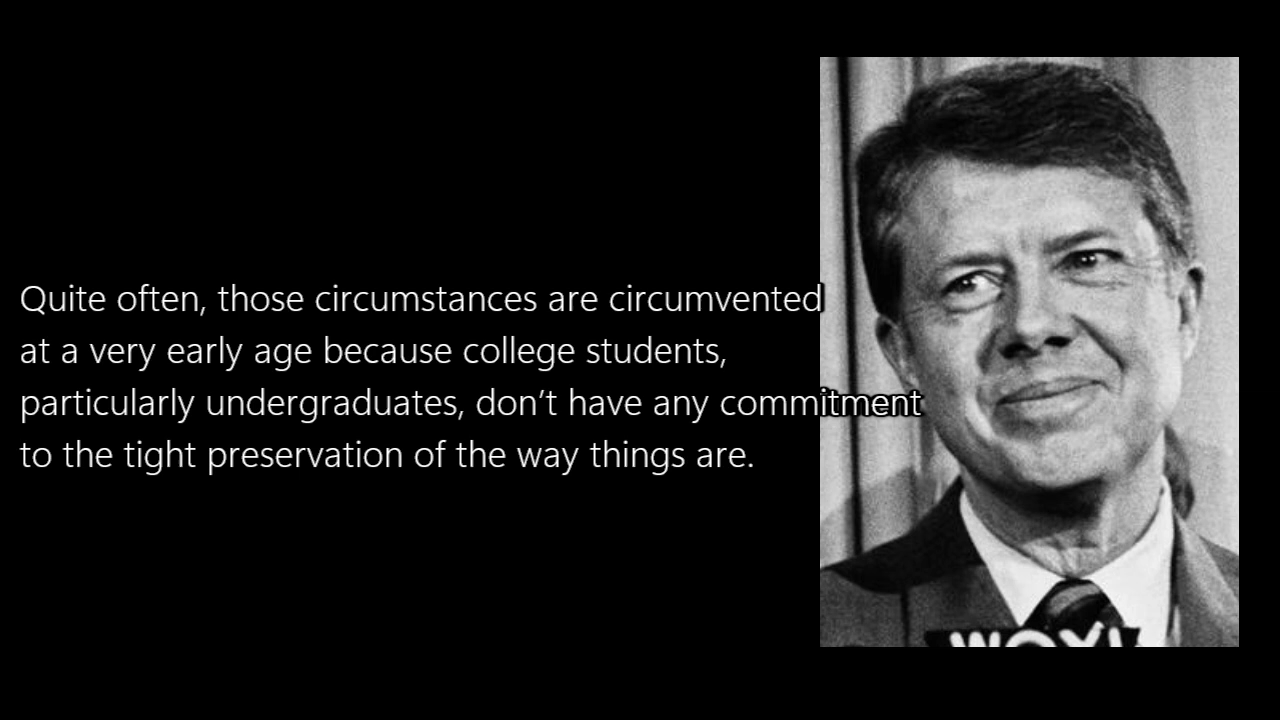 Quite often, those circumstances are circumvented
at a very early age because college students,
particularly undergraduates, don’t have any commitment
to the tight preservation of the way things are.